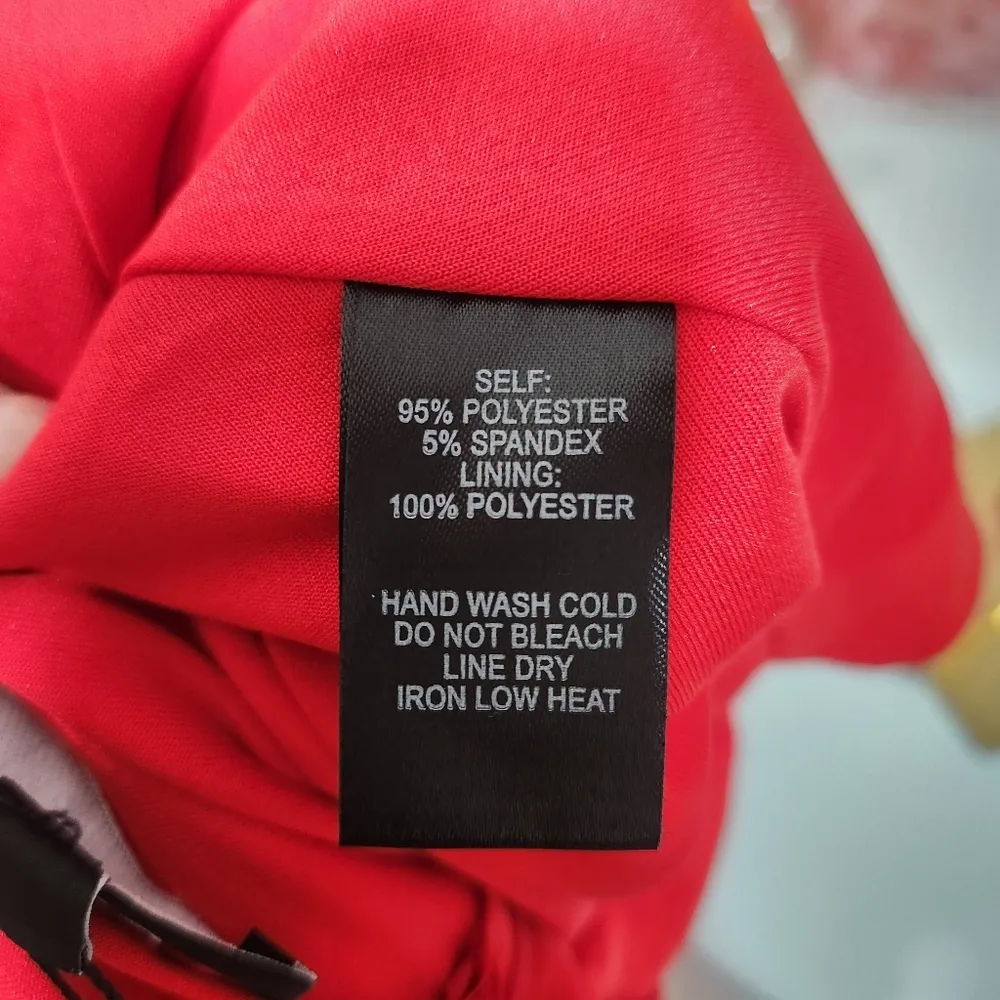 SELF:
95% POLYESTER
5% SPANDEX
LINING:
100% POLYESTER
HAND WASH COLD
DO NOT BLEACH
LINE DRY
IRON LOW HEAT